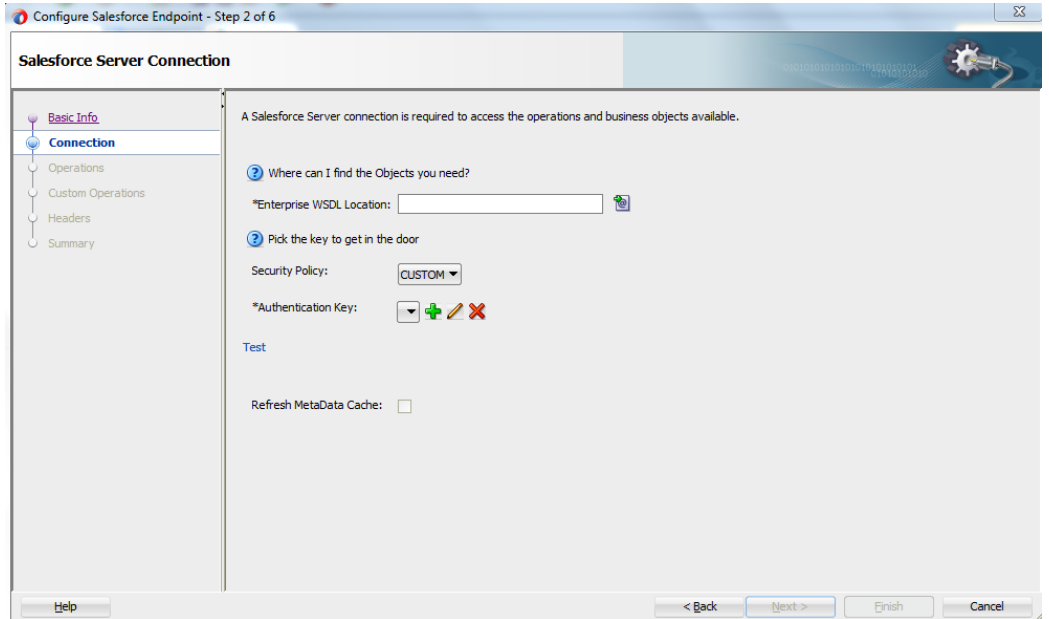 Configure Salesforce Endpoint - Step 2 of 6
Salesforce Server Connection
Basic Info
Connection
Operations
Custom Operations
Headers
Summary
A Salesforce Server connection is required to access the operations and business objects available.
Where can I find the Objects you need?
*Enterprise WSDL Location:
Pick the key to get in the door
Security Policy:
CUSTOM
*Authentication Key:
Test
Refresh MetaData Cache:
Help
< Back
Next >
Finish
Cancel